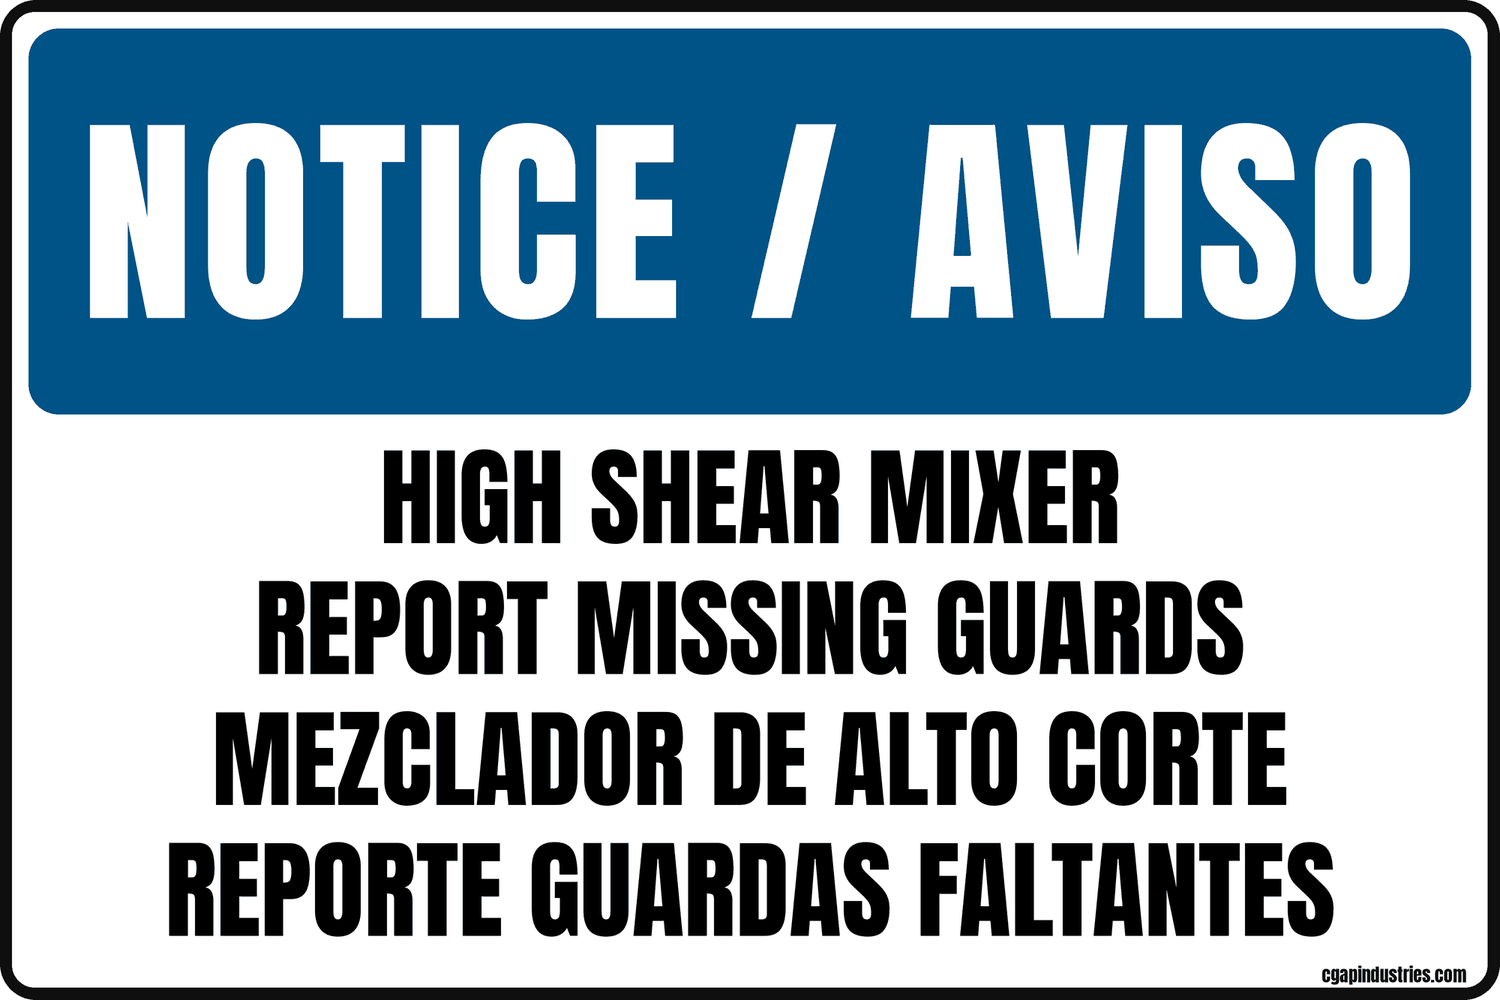 NOTICE / AVISO
HIGH SHEAR MIXER
REPORT MISSING GUARDS
MEZCLADOR DE ALTO CORTE
REPORTE GUARDAS FALTANTES
cgapindustries.com